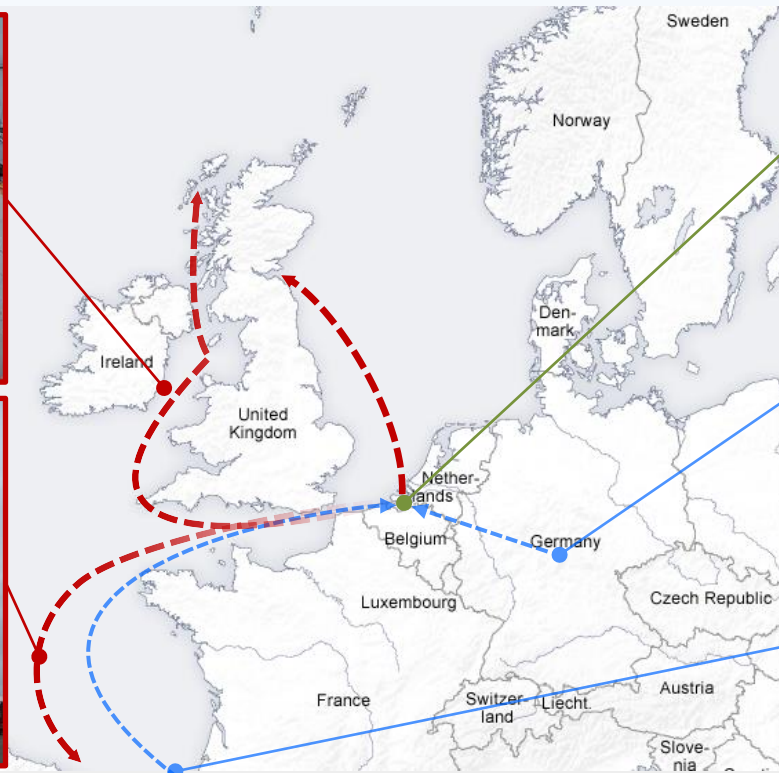 Sweden
Norway
Den-
mark
Ireland
United
Kingdom
Nether-
lands
Germany
Belgium
Luxembourg
Czech Republic
France
Switzer-
land
Liecht.
Austria
Slove-
nia